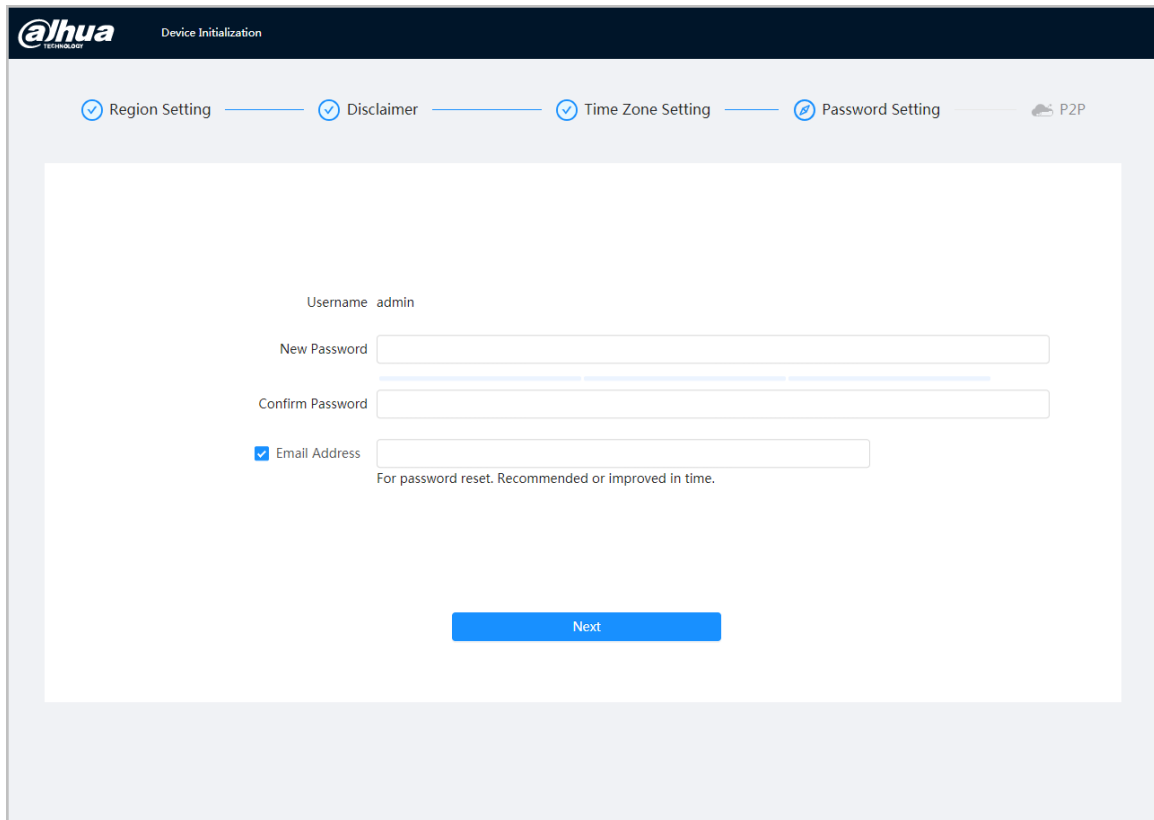 alhua
TECHNOLOGY
Device Initialization
Region Setting
Disclaimer
Time Zone Setting
Password Setting
P2P
Username admin
New Password
Confirm Password
Email Address
For password reset. Recommended or improved in time.
Next